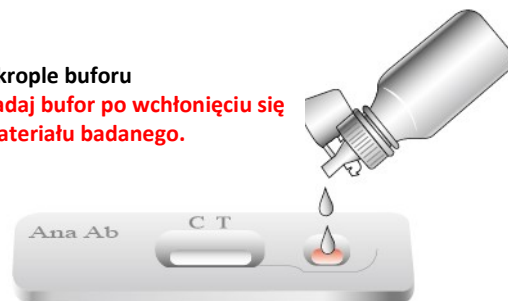 krople buforu
adaj bufor po wchłonięciu się
ateriału badanego.
C T
Ana Ab